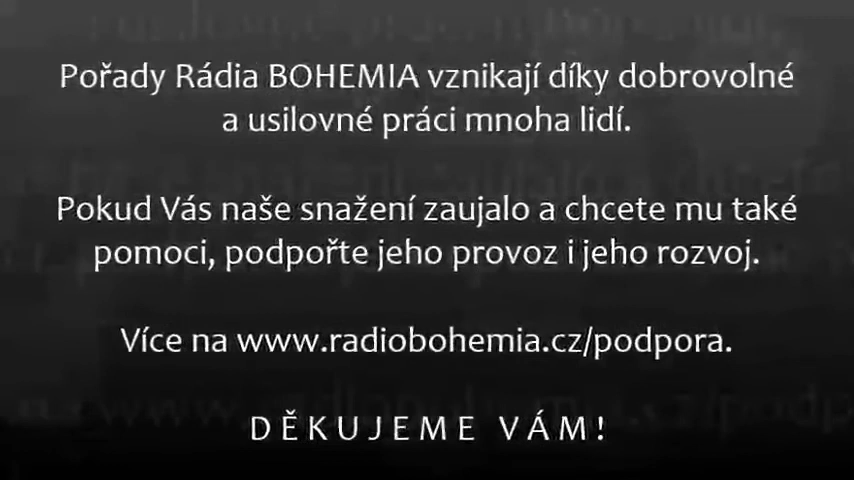 Pořady Rádia BOHEMIA vznikají díky dobrovolné
a usilovné práci mnoha lidí.
Pokud Vás naše snažení zaujalo a chcete mu také
pomoci, podpořte jeho provoz i jeho rozvoj.
Více na www.radiobohemia.cz/podpora.
DĚKUJEME VÁM!